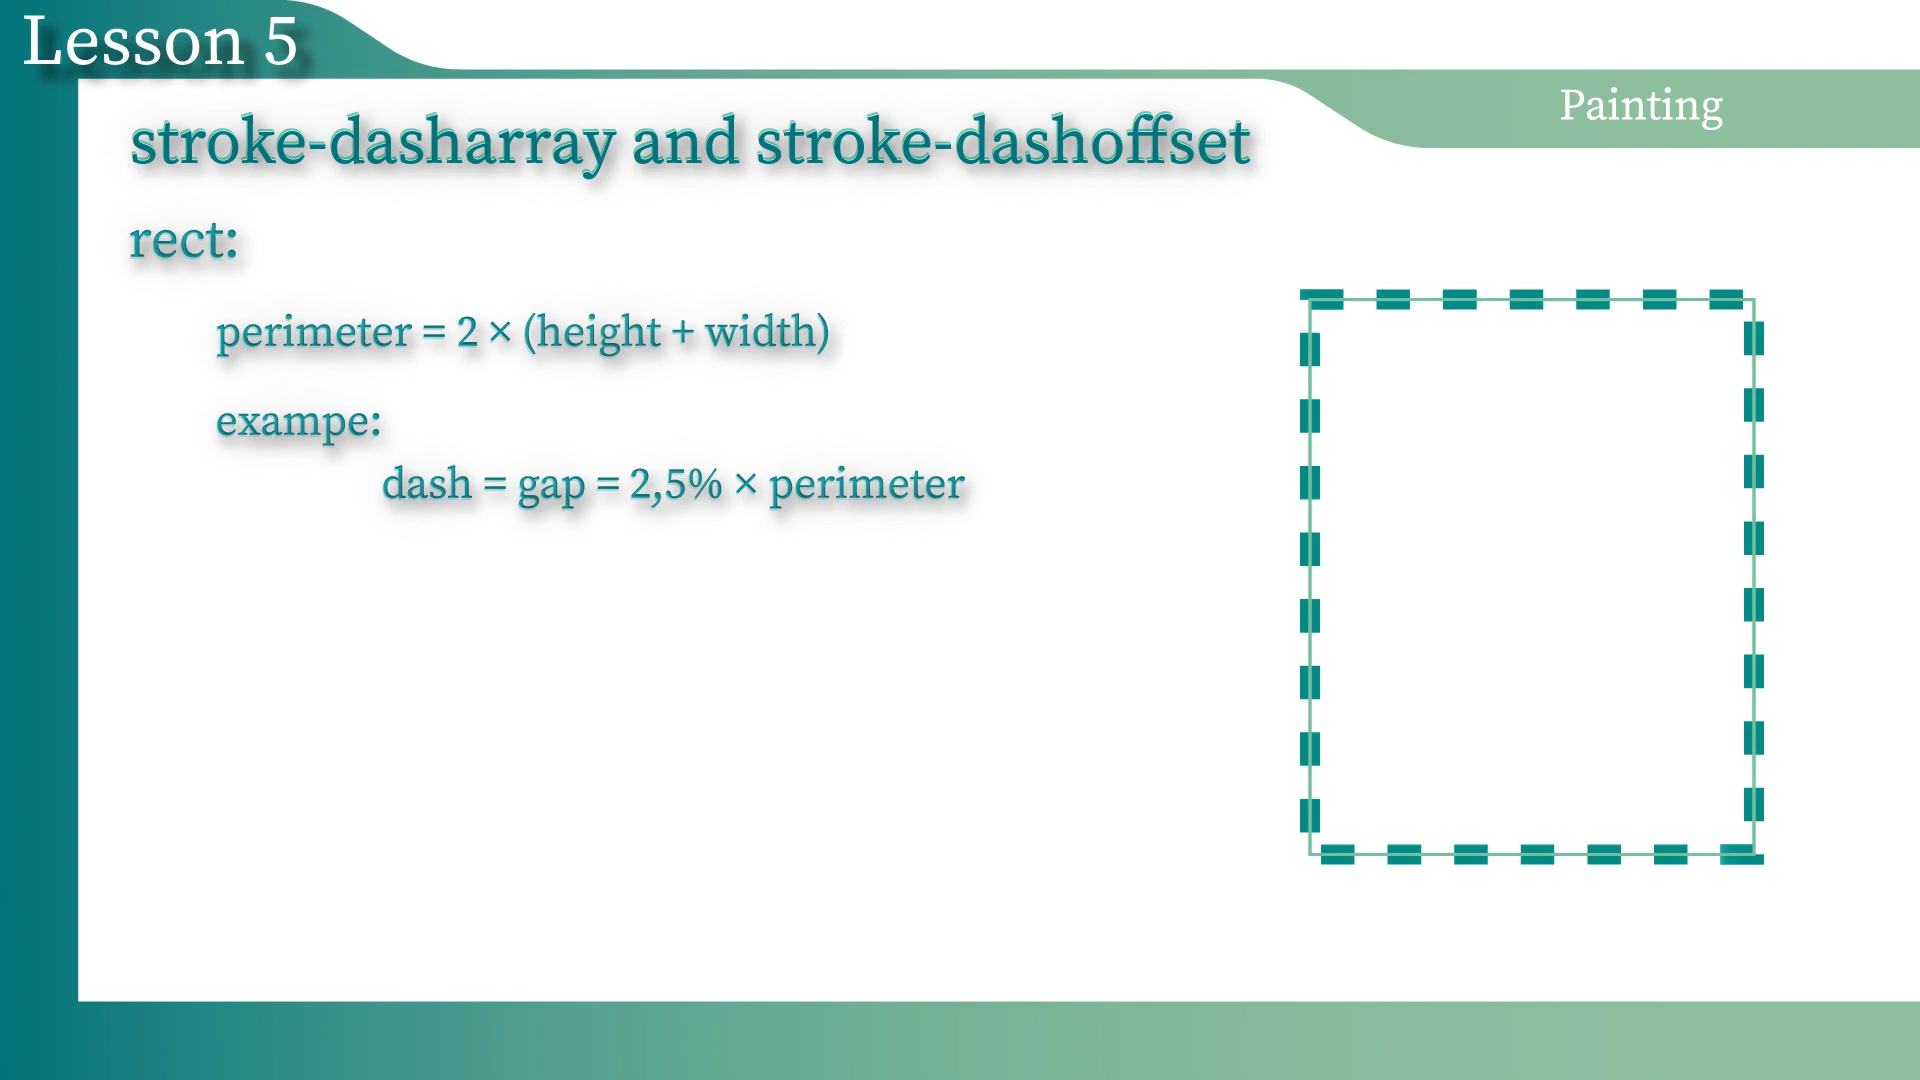 Lesson 5
Painting
stroke-dasharray and stroke-dashoffset
rect:
perimeter = 2 × (height + width)
exampe:
dash = gap = 2,5% × perimeter